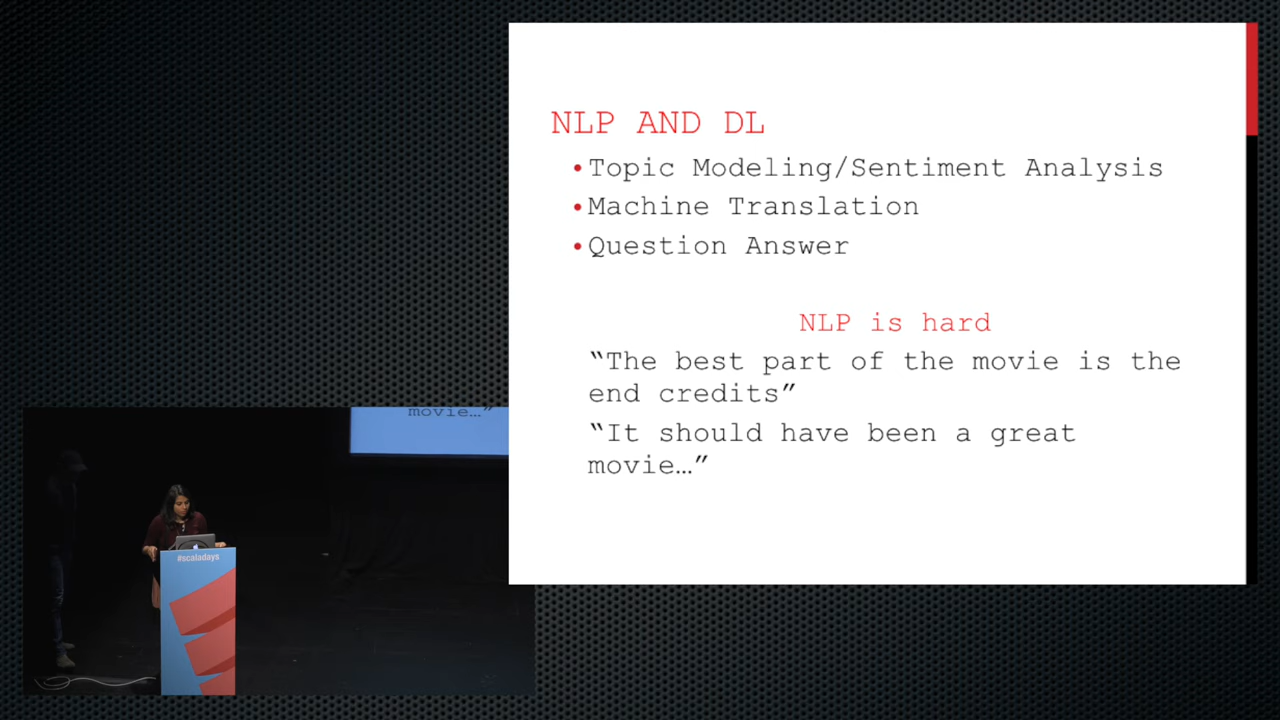 NLP AND DL
•Topic Modeling/Sentiment Analysis
•Machine Translation
•Question Answer
NLP is hard
“The best part of the movie is the
end credits”
“It should have been a great
movie…”
movie…”
#scaladays